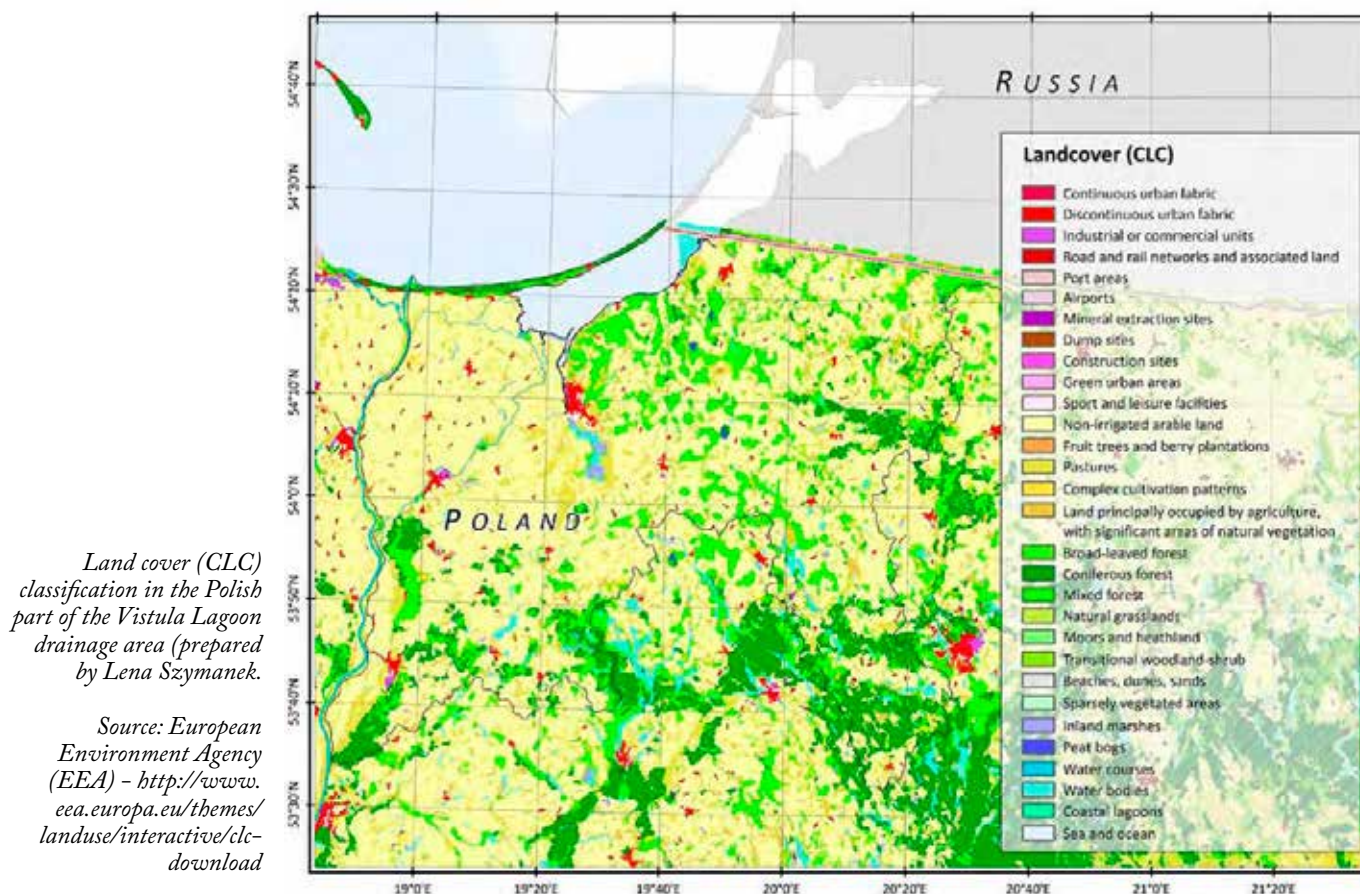 Land cover (CLC)
classification in the Polish
part of the Vistula Lagoon
drainage area (prepared
by Lena Szymanek.
Source: European
Environment Agency
(EEA) – http://www.
eea.europa.eu/themes/
landuse/interactive/clc-
download
RUSSIA
POLAND
Landcover (CLC)
Continuous urban fabric
Discontinuous urban fabric
Industrial or commercial units
Road and rail networks and associated land
Port areas
Airports
Mineral extraction sites
Dump sites
Construction sites
Green urban areas
Sport and leisure facilities
Non-irrigated arable land
Fruit trees and berry plantations
Pastures
Complex cultivation patterns
Land principally occupied by agriculture,
with significant areas of natural vegetation
Broad-leaved forest
Coniferous forest
Mixed forest
Natural grasslands
Moors and heathland
Transitional woodland-shrub
Beaches, dunes, sands
Sparsely vegetated areas
Inland marshes
Peat bogs
Water courses
Water bodies
Coastal lagoons
Sea and ocean
54°40'N
54°30'N
54°20'N
54°10'N
54°0'N
53°50'N
53°40'N
53°30'N
19°0'E
19°20'E
19°40'E
20°0'E
20°20'E
20°40'E
21°0'E
21°20'E